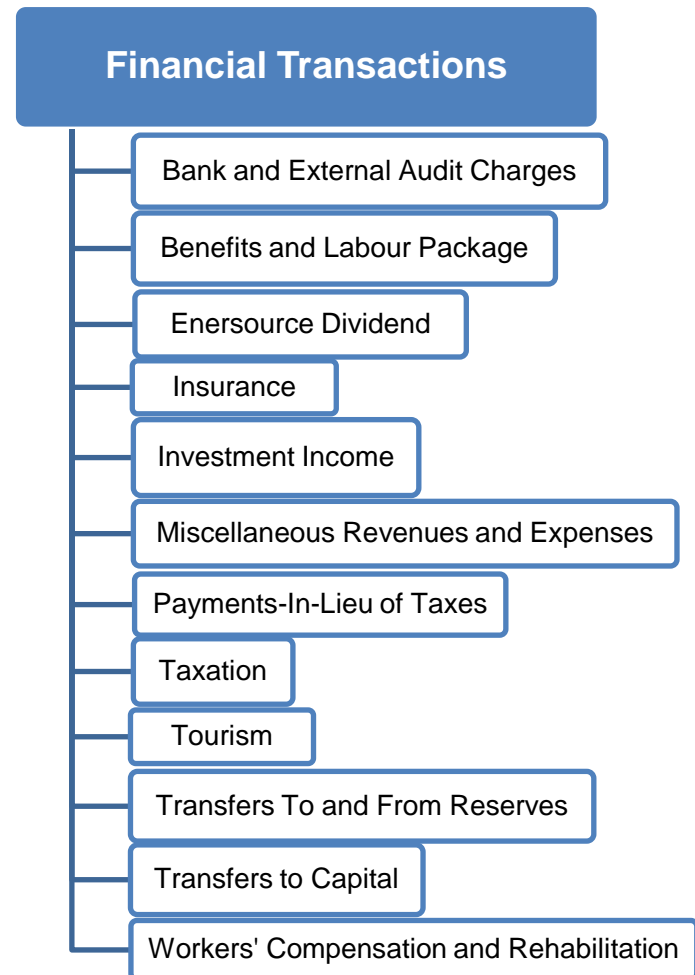 Financial Transactions
Bank and External Audit Charges
Benefits and Labour Package
Enersource Dividend
Insurance
Investment Income
Miscellaneous Revenues and Expenses
Payments-In-Lieu of Taxes
Taxation
Tourism
Transfers To and From Reserves
Transfers to Capital
Workers' Compensation and Rehabilitation